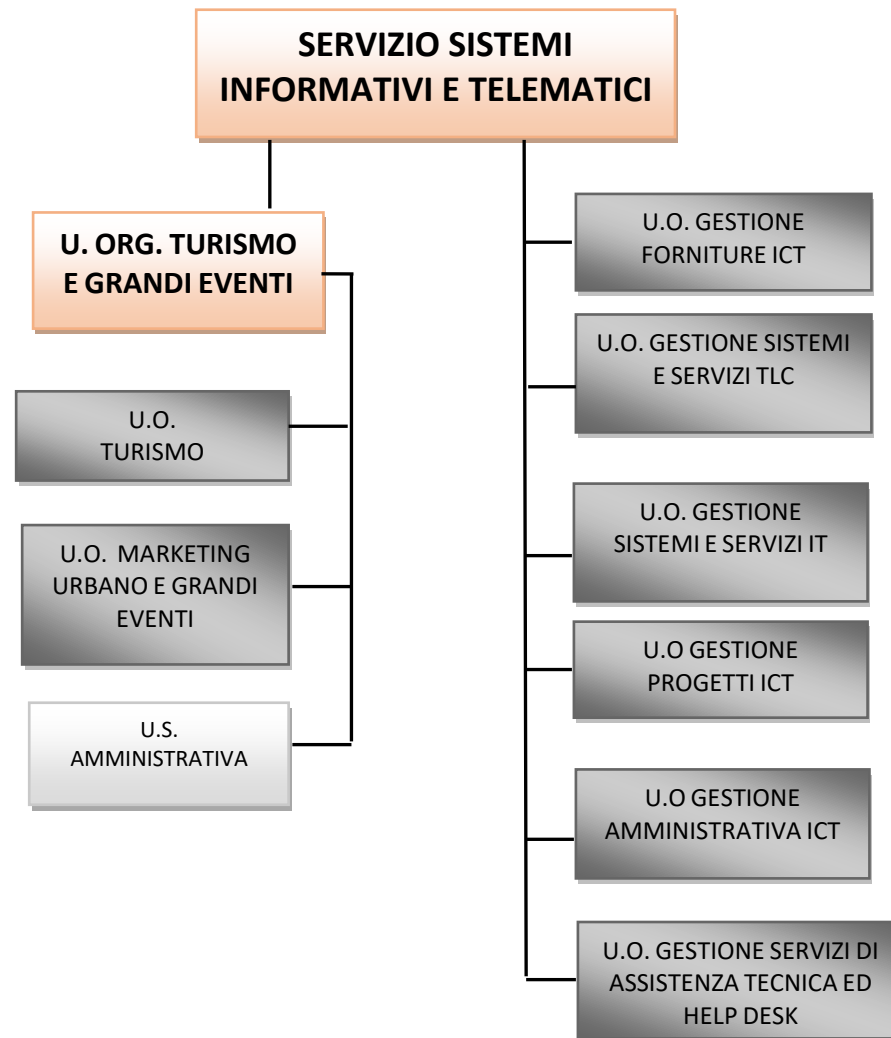 SERVIZIO SISTEMI
INFORMATIVI E TELEMATICI
U. ORG. TURISMO
E GRANDI EVENTI
U.O.
TURISMO
U.O. MARKETING
URBANO E GRANDI
EVENTI
U.S.
AMMINISTRATIVA
U.O. GESTIONE
FORNITURE ICT
U.O. GESTIONE SISTEMI
E SERVIZI TLC
U.O. GESTIONE
SISTEMI E SERVIZI IT
U.O GESTIONE
PROGETTI ICT
U.O GESTIONE
AMMINISTRATIVA ICT
U.O. GESTIONE SERVIZI DI
ASSISTENZA TECNICA ED
HELP DESK